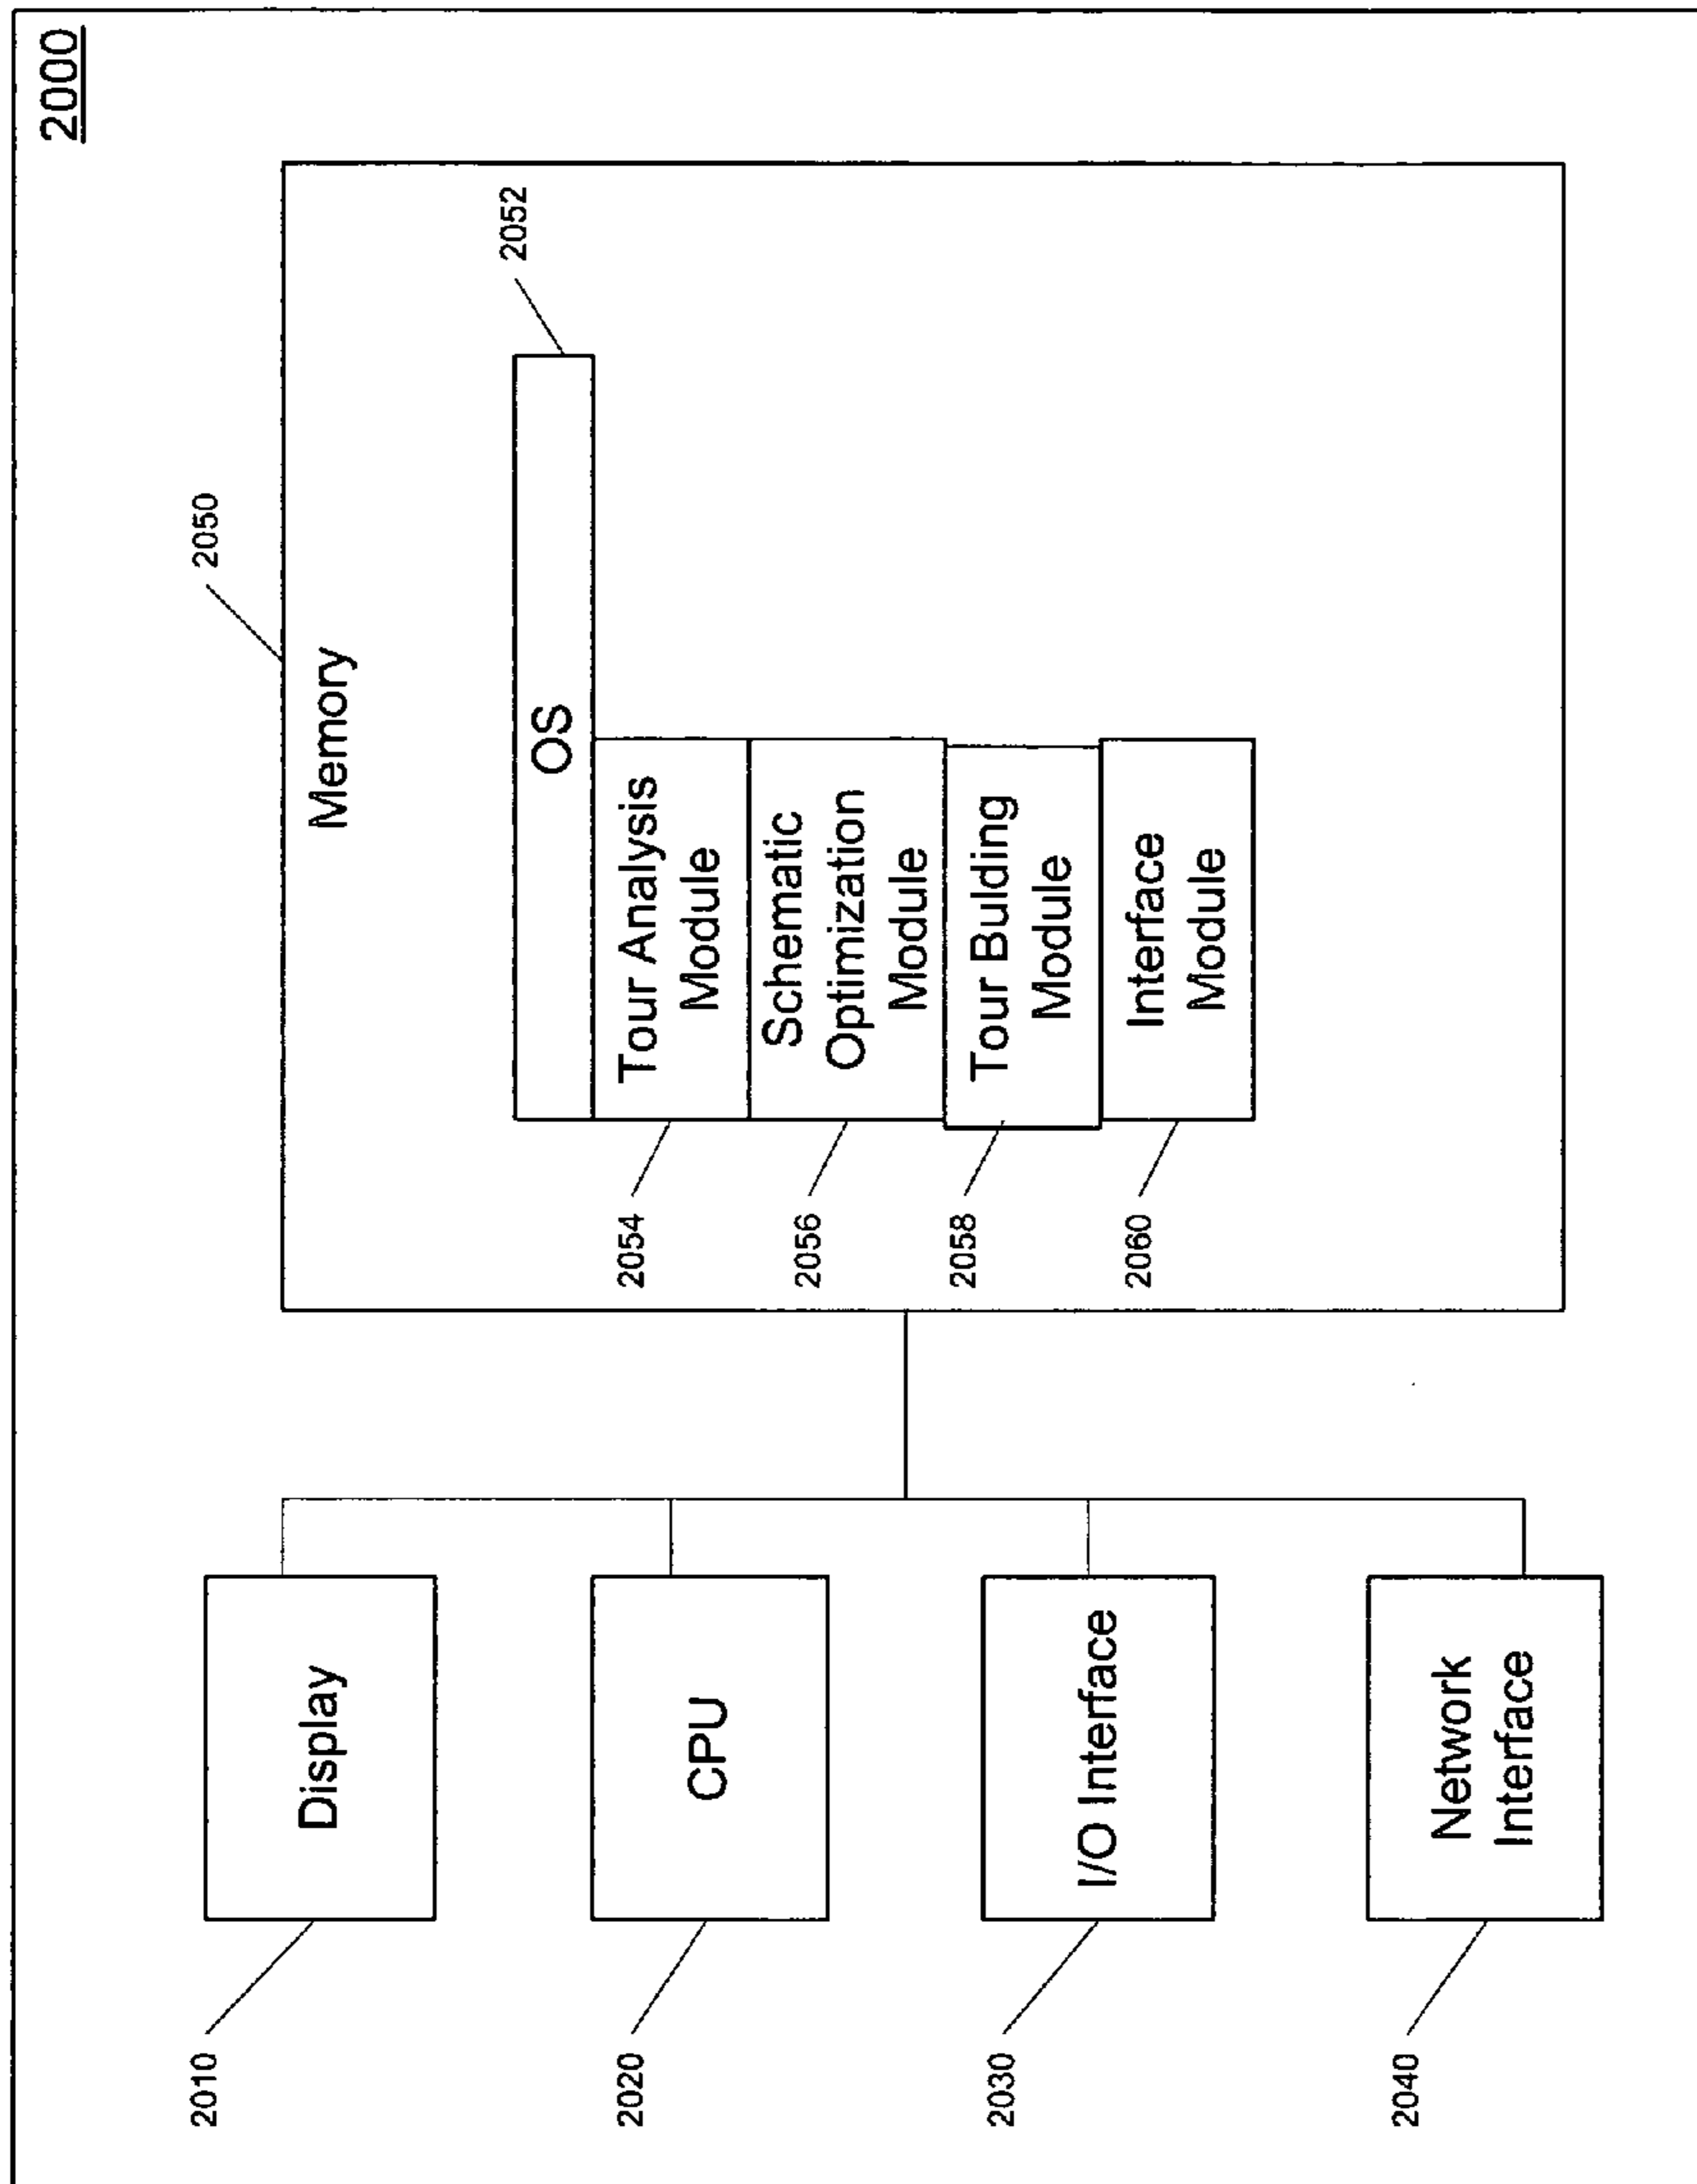 2000
2050
Memory
2052
OS
2054
Tour Analysis
Module
2056
Schematic
Optimization
Module
2058
Tour Bulding
Module
2060
Interface
Module
2010
Display
2020
CPU
2030
I/O Interface
2040
Network
Interface